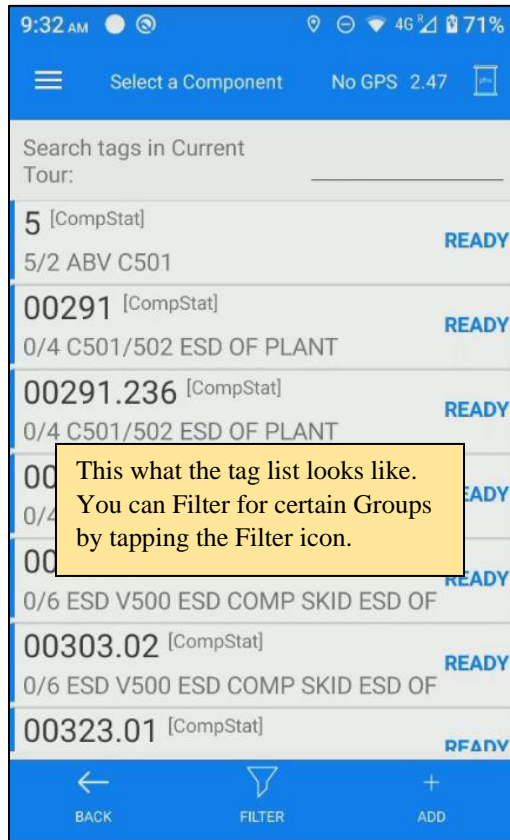 9:32 AM 4G R 71%
Select a Component No GPS 2.47
Search tags in Current
Tour:
5 [CompStat]
READY
5/2 ABV C501
00291 [CompStat]
READY
0/4 C501/502 ESD OF PLANT
00291.236 [CompStat]
READY
0/4 C501/502 ESD OF PLANT
This what the tag list looks like.
You can Filter for certain Groups
by tapping the Filter icon.
READY
0/6 ESD V500 ESD COMP SKID ESD OF
00303.02 [CompStat]
READY
0/6 ESD V500 ESD COMP SKID ESD OF
00323.01 [CompStat]
READY
BACK FILTER ADD